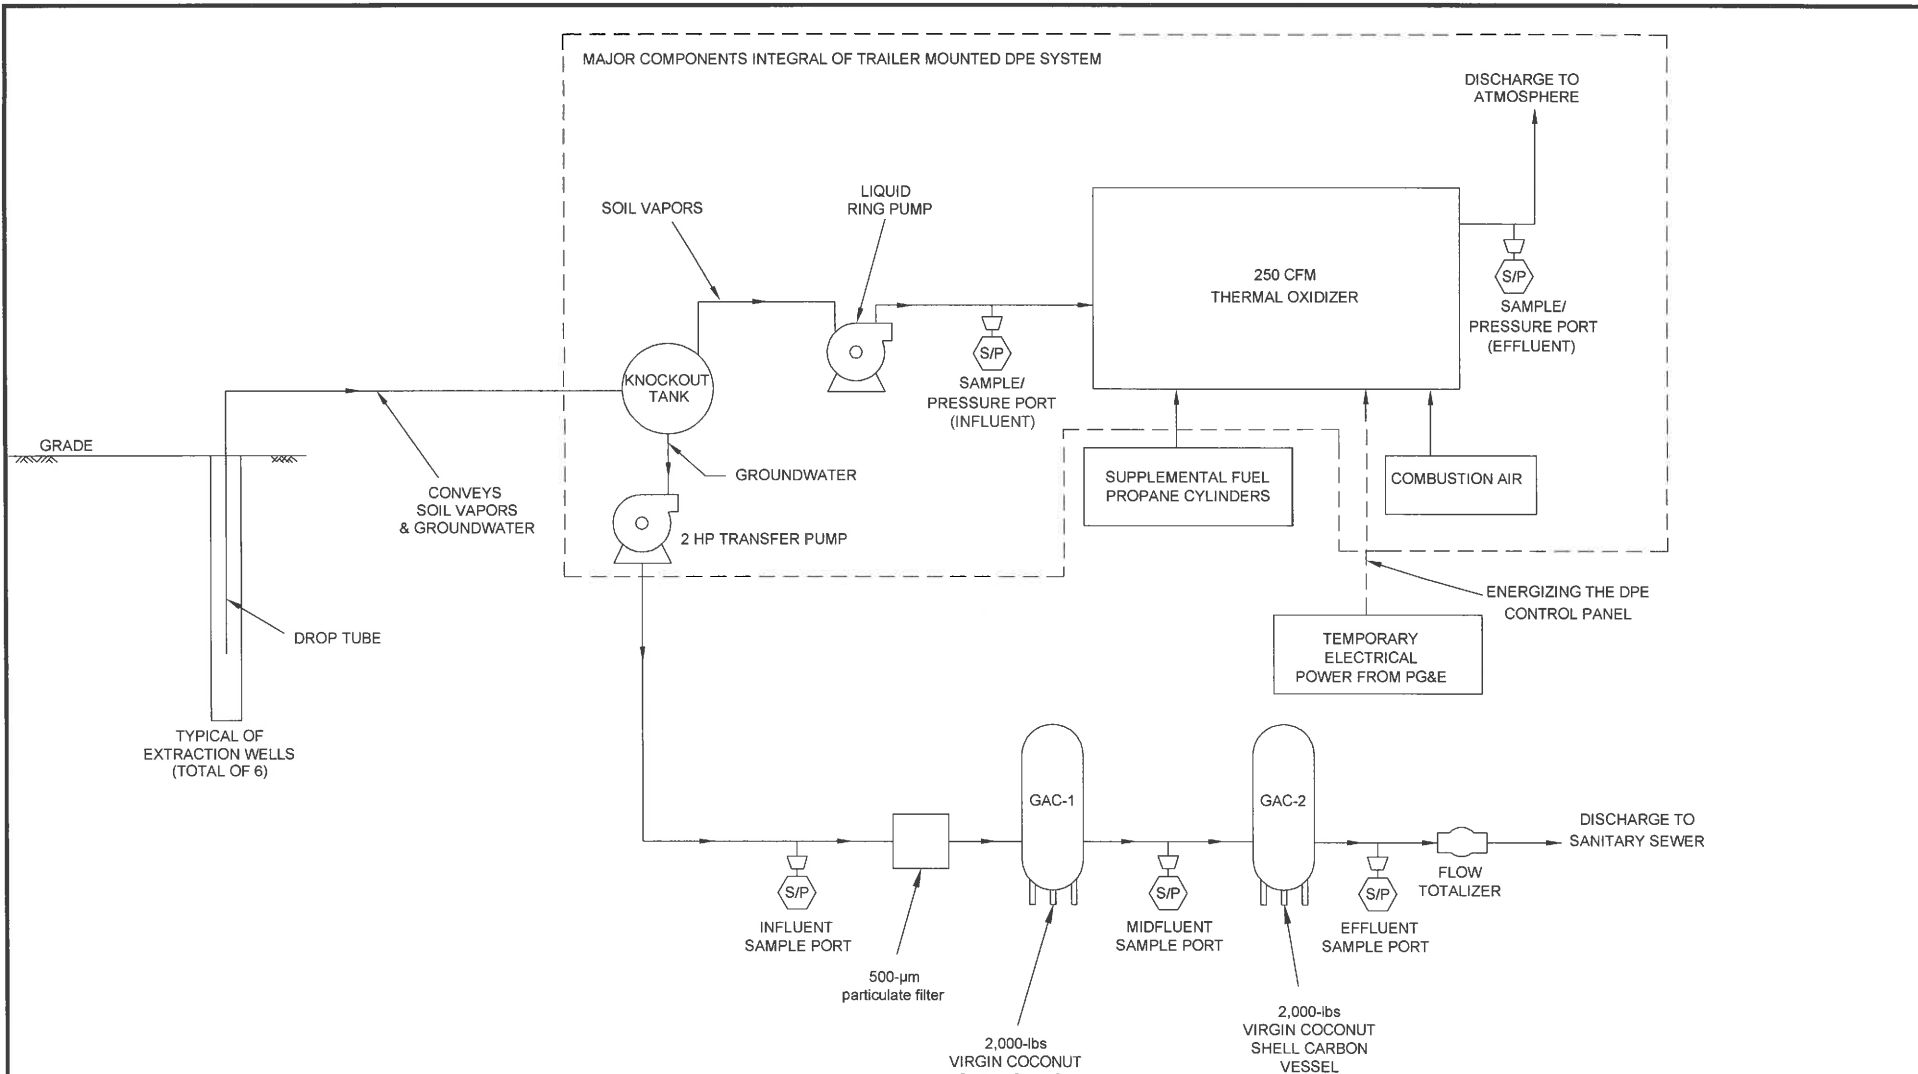 MAJOR COMPONENTS INTEGRAL OF TRAILER MOUNTED DPE SYSTEM
DISCHARGE TO
ATMOSPHERE
SOIL VAPORS
LIQUID
RING PUMP
250 CFM
THERMAL OXIDIZER
S/P
SAMPLE/
PRESSURE PORT
(EFFLUENT)
S/P
SAMPLE/
PRESSURE PORT
(INFLUENT)
KNOCKOUT
TANK
GRADE
CONVEYS
SOIL VAPORS
& GROUNDWATER
GROUNDWATER
2 HP TRANSFER PUMP
SUPPLEMENTAL FUEL
PROPANE CYLINDERS
COMBUSTION AIR
ENERGIZING THE DPE
CONTROL PANEL
TEMPORARY
ELECTRICAL
POWER FROM PG&E
DROP TUBE
TYPICAL OF
EXTRACTION WELLS
(TOTAL OF 6)
GAC-1
GAC-2
DISCHARGE TO
SANITARY SEWER
FLOW
TOTALIZER
S/P
INFLUENT
SAMPLE PORT
S/P
MIDFLUENT
SAMPLE PORT
S/P
EFFLUENT
SAMPLE PORT
500-µm
particulate filter
2,000-lbs
VIRGIN COCONUT
2,000-lbs
VIRGIN COCONUT
SHELL CARBON
VESSEL